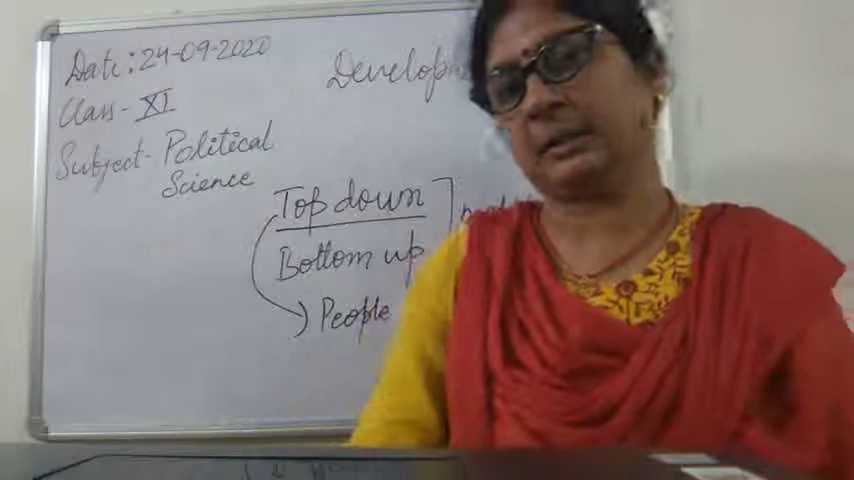 Date: 24-09-2020
Class - XI
Subject - Political
Science
Top down
Bottom up
People